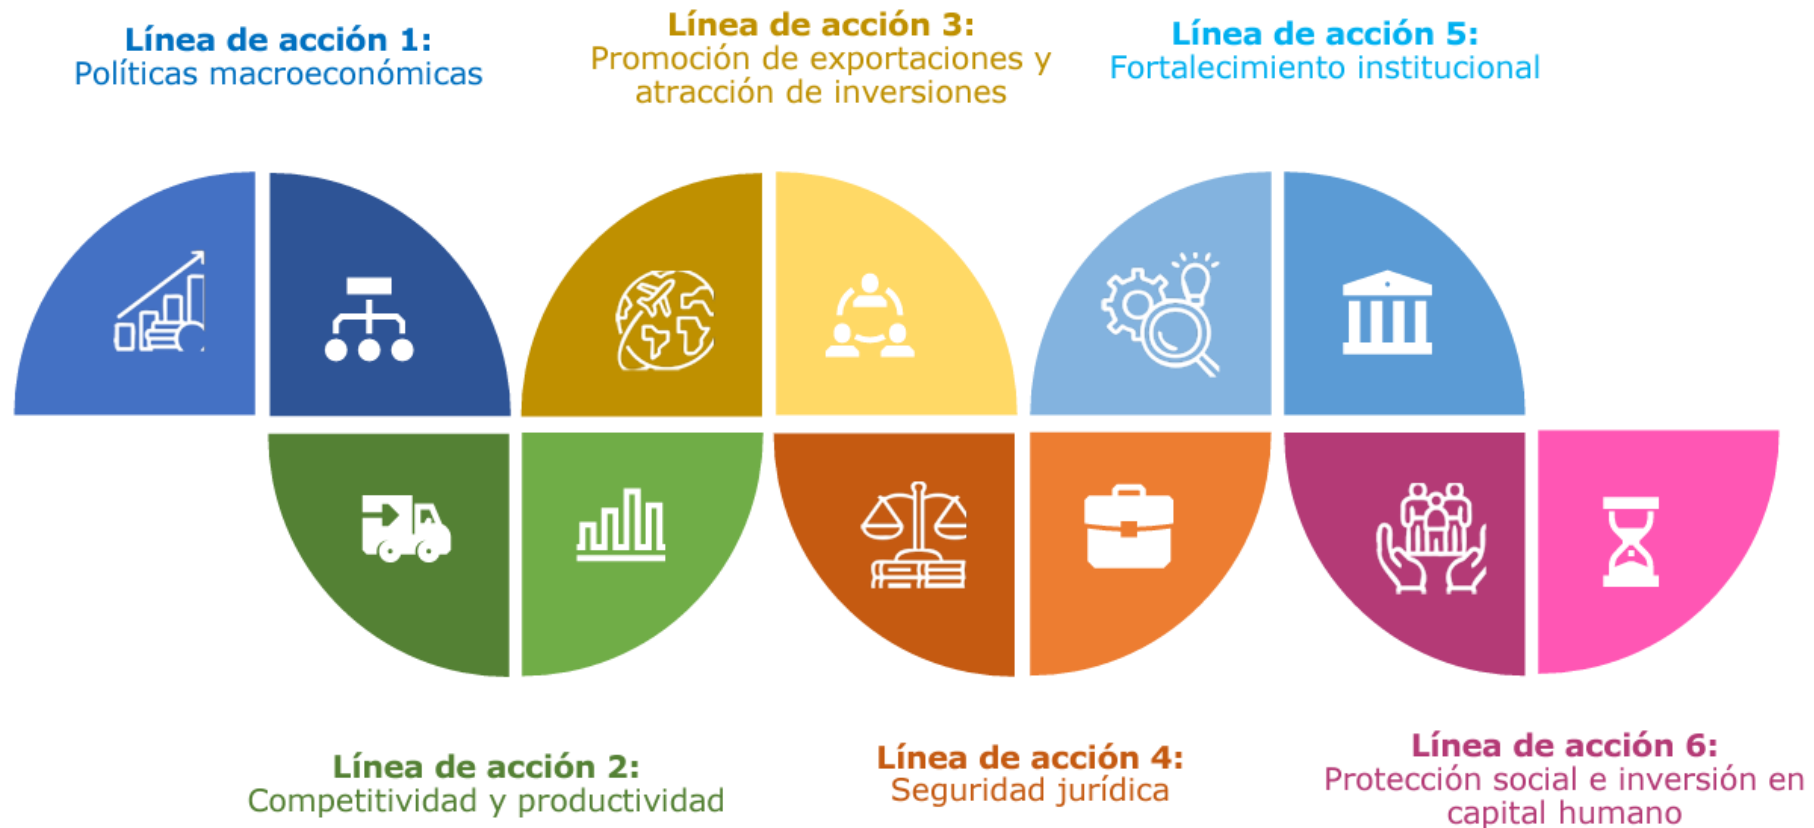 Línea de acción 1:
Políticas macroeconómicas
Línea de acción 3:
Promoción de exportaciones y
atracción de inversiones
Línea de acción 5:
Fortalecimiento institucional
Línea de acción 2:
Competitividad y productividad
Línea de acción 4:
Seguridad jurídica
Línea de acción 6:
Protección social e inversión en
capital humano